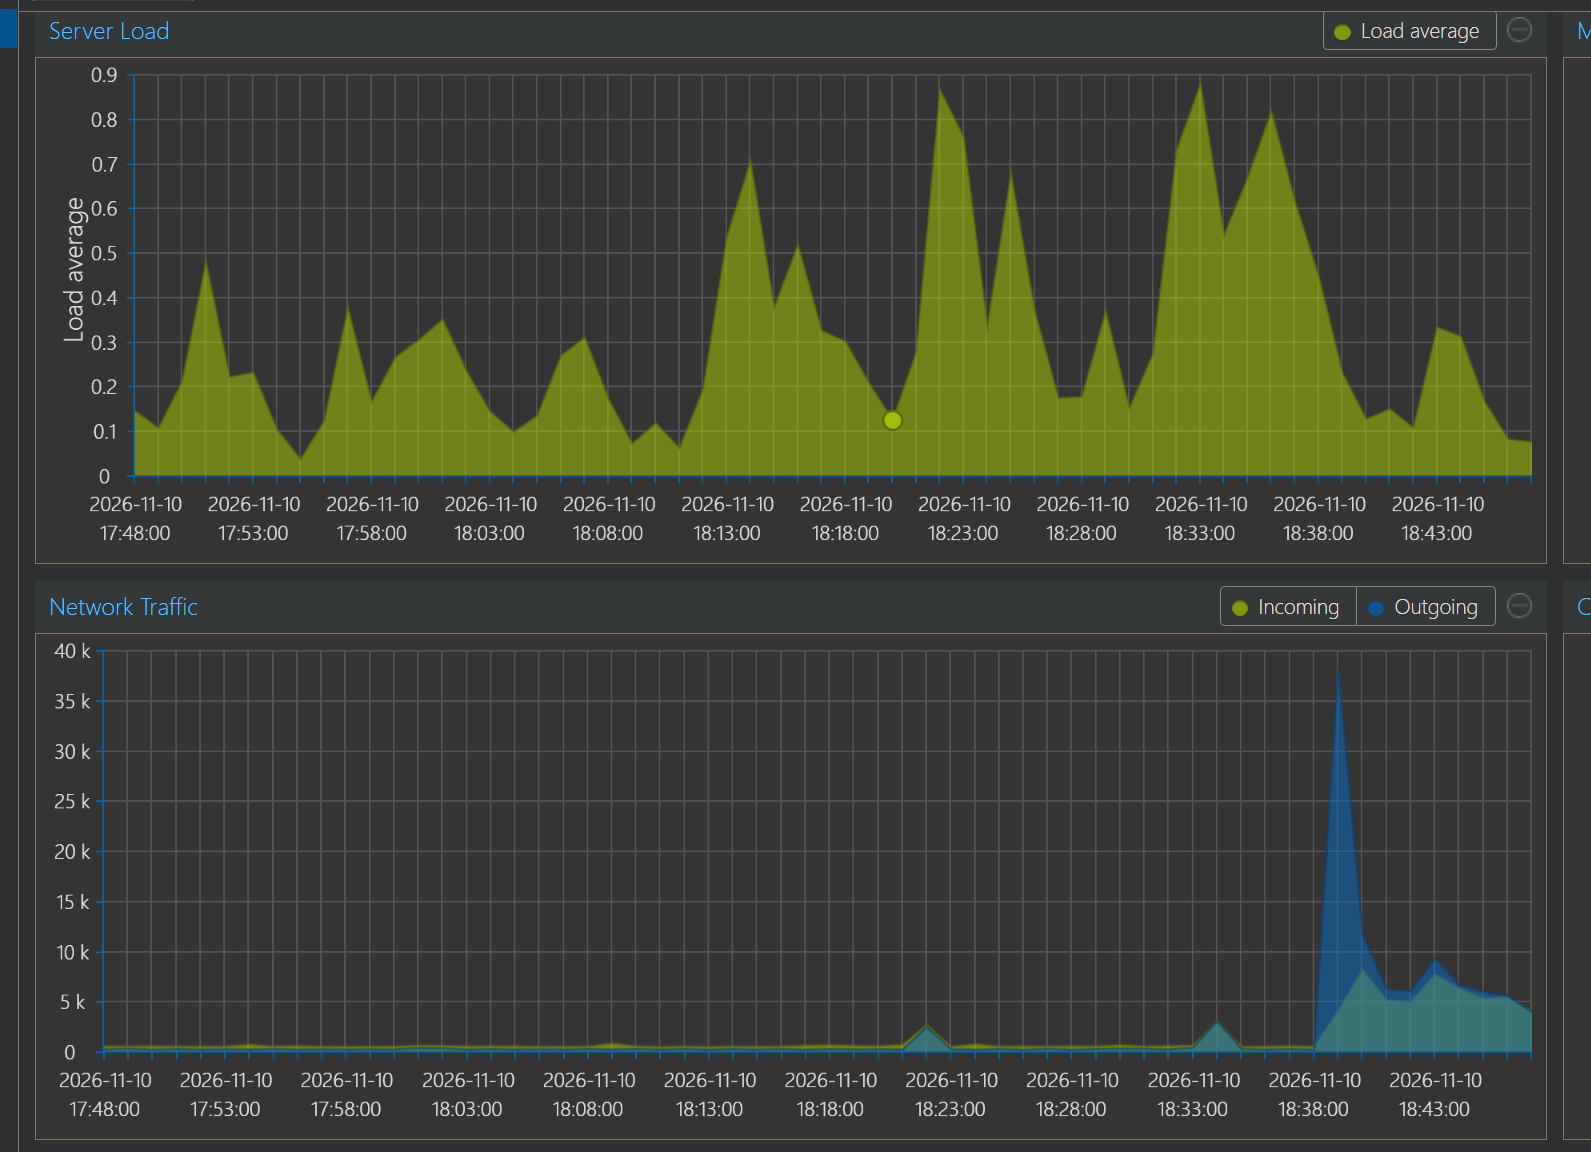 Server Load
Load average
M
0.9
0.8
0.7
0.6
0.5
0.4
0.3
0.2
0.1
0
Load average
2026-11-10 2026-11-10 2026-11-10 2026-11-10 2026-11-10 2026-11-10 2026-11-10 2026-11-10 2026-11-10 2026-11-10 2026-11-10 2026-11-10
17:48:00 17:53:00 17:58:00 18:03:00 18:08:00 18:13:00 18:18:00 18:23:00 18:28:00 18:33:00 18:38:00 18:43:00
Network Traffic
Incoming Outgoing
40 k
35 k
30 k
25 k
20 k
15 k
10 k
5 k
0
2026-11-10 2026-11-10 2026-11-10 2026-11-10 2026-11-10 2026-11-10 2026-11-10 2026-11-10 2026-11-10 2026-11-10 2026-11-10 2026-11-10
17:48:00 17:53:00 17:58:00 18:03:00 18:08:00 18:13:00 18:18:00 18:23:00 18:28:00 18:33:00 18:38:00 18:43:00